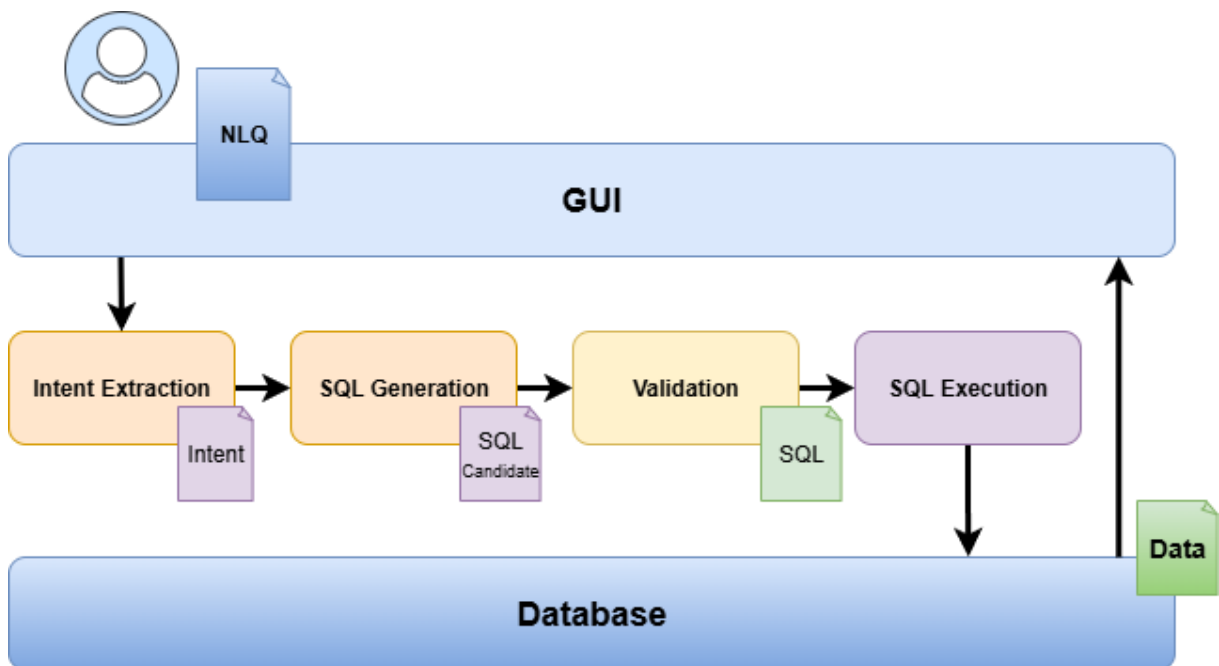 NLQ
GUI
Intent Extraction
SQL Generation
Validation
SQL Execution
Intent
SQL
Candidate
SQL
Data
Database